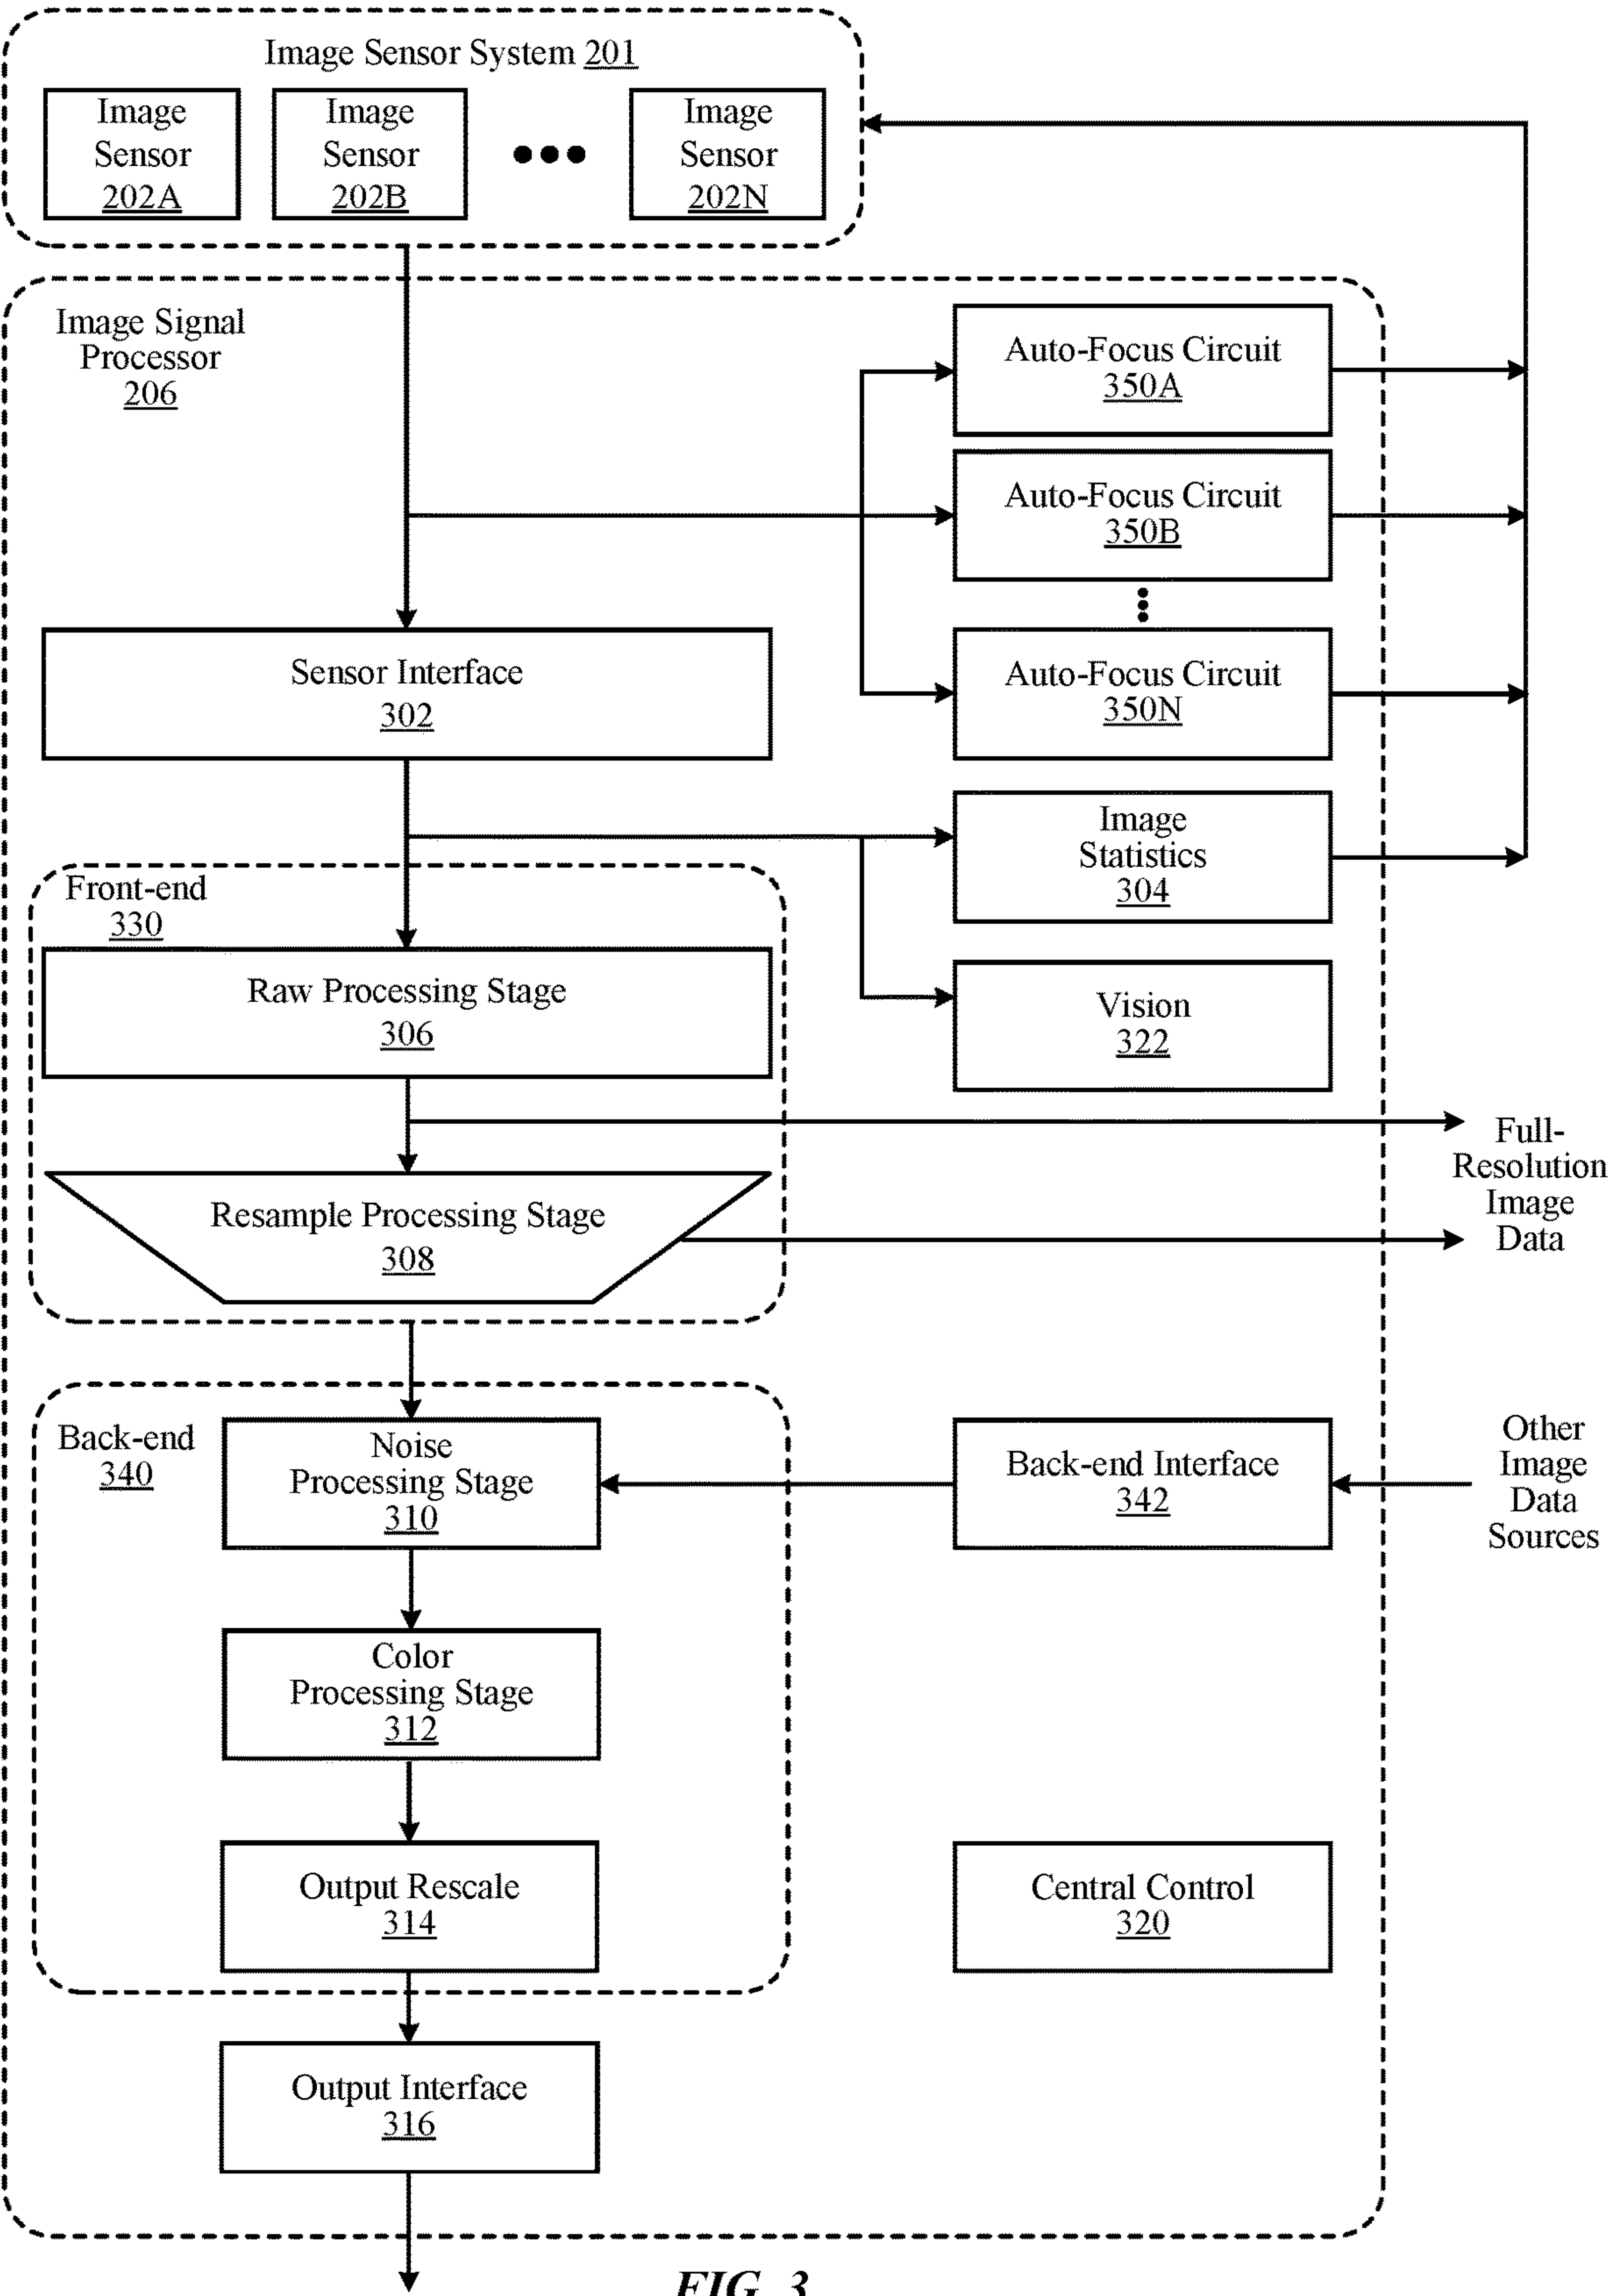 Image Sensor System 201
Image
Sensor
202A
Image
Sensor
202B
Image
Sensor
202N
Image Signal
Processor
206
Auto-Focus Circuit
350A
Auto-Focus Circuit
350B
Auto-Focus Circuit
350N
Sensor Interface
302
Image
Statistics
304
Front-end
330
Raw Processing Stage
306
Vision
322
Full-
Resolution
Image
Data
Resample Processing Stage
308
Back-end
340
Noise
Processing Stage
310
Back-end Interface
342
Other
Image
Data
Sources
Color
Processing Stage
312
Output Rescale
314
Central Control
320
Output Interface
316
FIG. 3